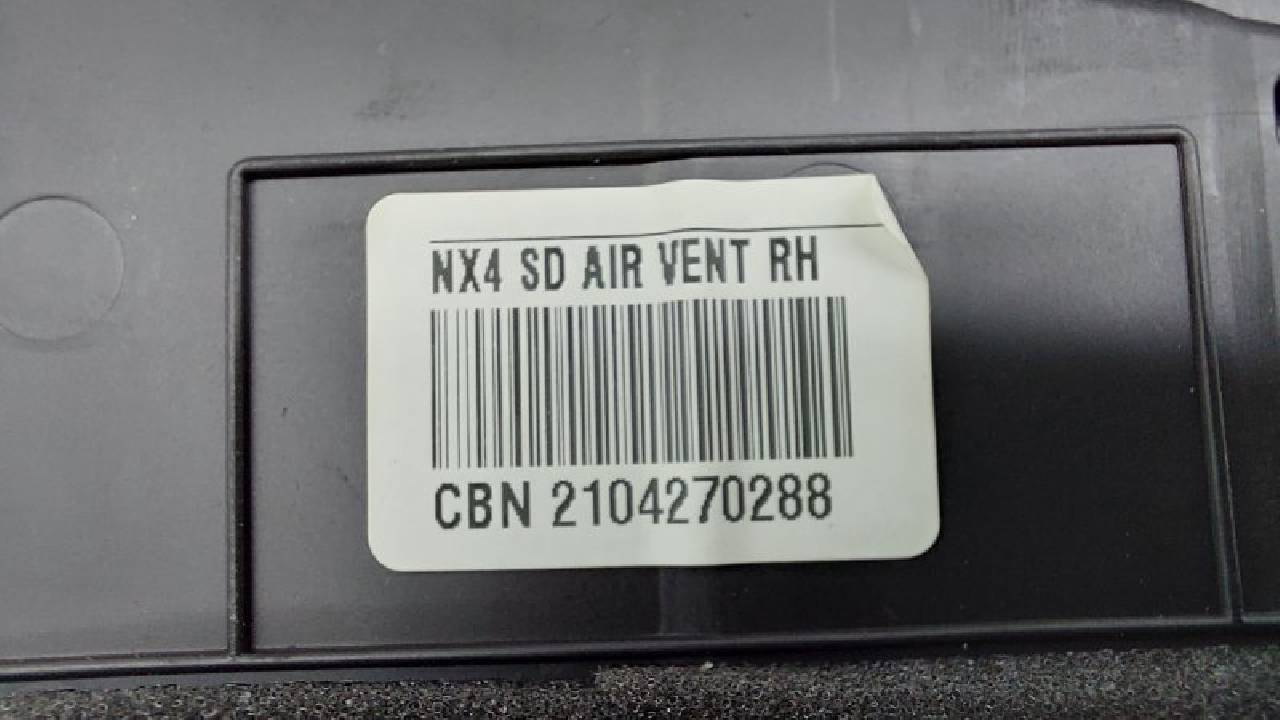 NX4 SD AIR VENT RH
CBN 2104270288